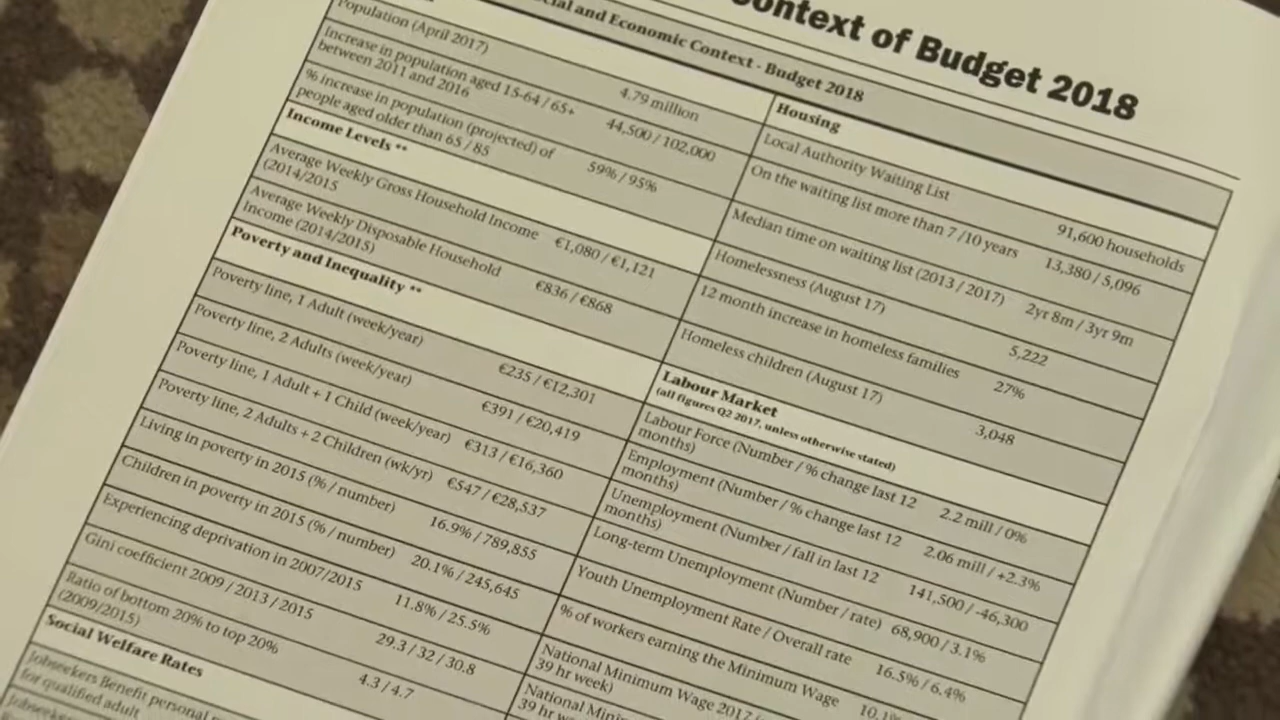 Context of Budget 2018
and Economic Context - Budget 2018
Population (April 2017) 4.79 million
Increase in population aged 15-64 / 65+
between 2011 and 2016 44,500 / 102,000
% increase in population (projected) of
people aged older than 65 / 85 59% / 95%
Income Levels **
Average Weekly Gross Household Income
(2014/2015 €1,080 / €1,121
Average Weekly Disposable Household
Income (2014/2015) €836 / €868
Poverty and Inequality **
Poverty line, 1 Adult (week/year) €235 / €12,301
Poverty line, 2 Adults (week/year) €391 / €20,419
Poverty line, 1 Adult + 1 Child (week/year) €313 / €16,360
Poverty line, 2 Adults + 2 Children (wk/yr) €547 / €28,537
Living in poverty in 2015 (% / number) 16.9% / 789,855
Children in poverty in 2015 (% / number) 20.1% / 245,645
Experiencing deprivation in 2007/2015 11.8% / 25.5%
Gini coefficient 2009 / 2013 / 2015 29.3 / 32 / 30.8
Ratio of bottom 20% to top 20%
(2009/2015) 4.3 / 4.7
Social Welfare Rates
Jobseekers Benefit personal
for qualified adult
Housing
Local Authority Waiting List 91,600 households
On the waiting list more than 7 /10 years 13,380 / 5,096
Median time on waiting list (2013 / 2017) 2yr 8m / 3yr 9m
Homelessness (August 17) 5,222
12 month increase in homeless families 27%
Homeless children (August 17) 3,048
Labour Market
(all figures Q2 2017, unless otherwise stated)
Labour Force (Number / % change last 12
months) 2.2 mill / 0%
Employment (Number / % change last 12
months) 2.06 mill / +2.3%
Unemployment (Number / fall in last 12
months) 141,500 / -46,300
Long-term Unemployment (Number / rate) 68,900 / 3.1%
Youth Unemployment Rate / Overall rate 16.5% / 6.4%
% of workers earning the Minimum Wage 10.1%
National Minimum Wage 2017
39 hr week)
National
39 hr